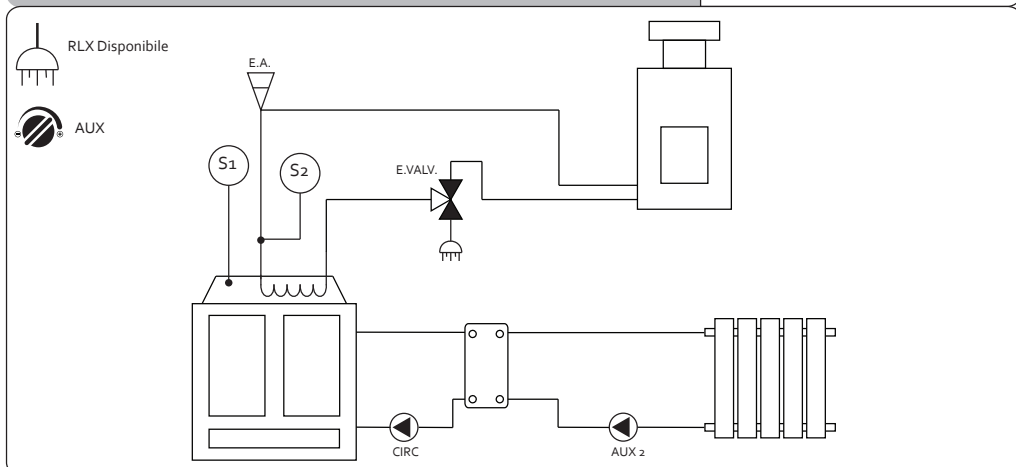 RLX Disponibile
E.A.
AUX
S1
S2
E.VALV.
CIRC
AUX 2